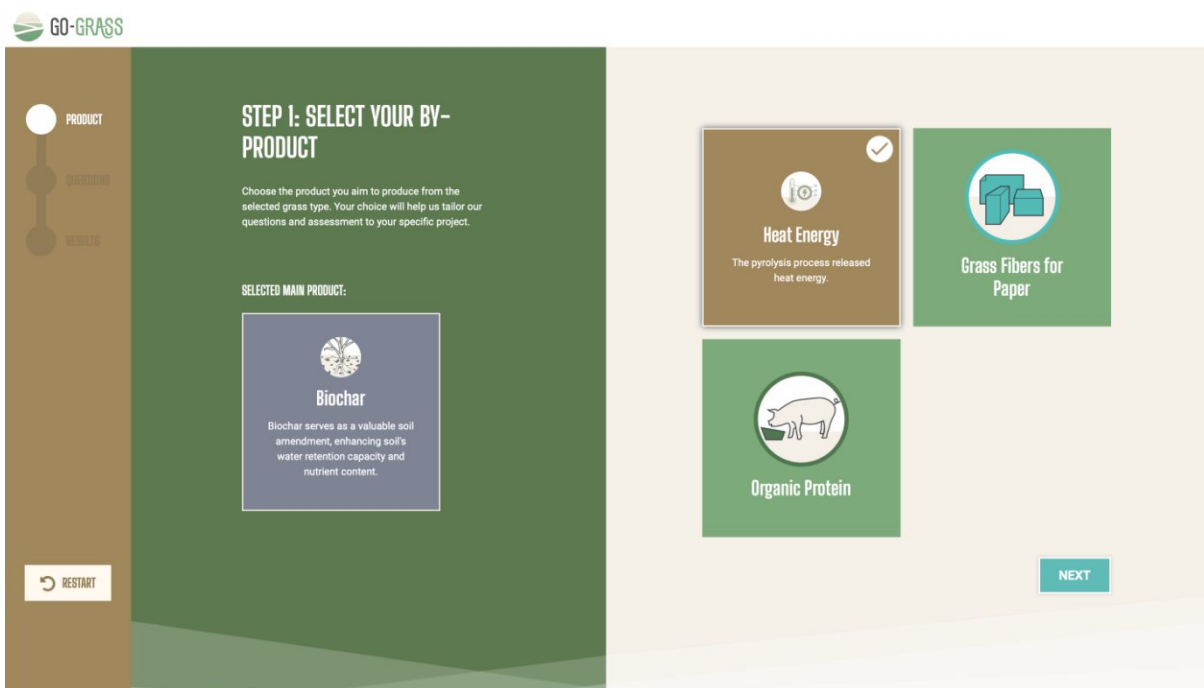 GO-GRASS
PRODUCT
QUESTIONS
RESULTS
RESTART
STEP 1: SELECT YOUR BY-
PRODUCT
Choose the product you aim to produce from the
selected grass type. Your choice will help us tailor our
questions and assessment to your specific project.
SELECTED MAIN PRODUCT:
Biochar
Biochar serves as a valuable soil
amendment, enhancing soil's
water retention capacity and
nutrient content.
Heat Energy
The pyrolysis process released
heat energy.
Grass Fibers for
Paper
Organic Protein
NEXT